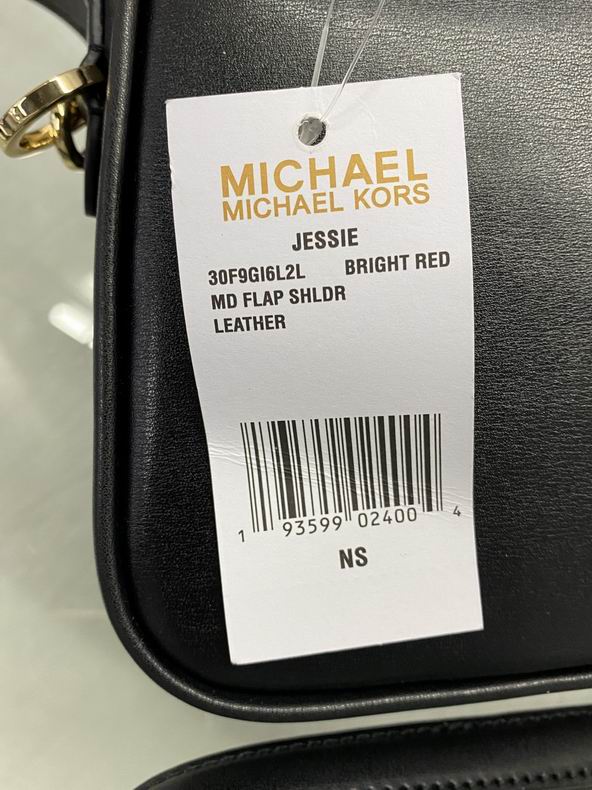 MICHAEL
MICHAEL KORS
JESSIE
30F9GI6L2L BRIGHT RED
MD FLAP SHLDR
LEATHER
1 93599 02400 4
NS